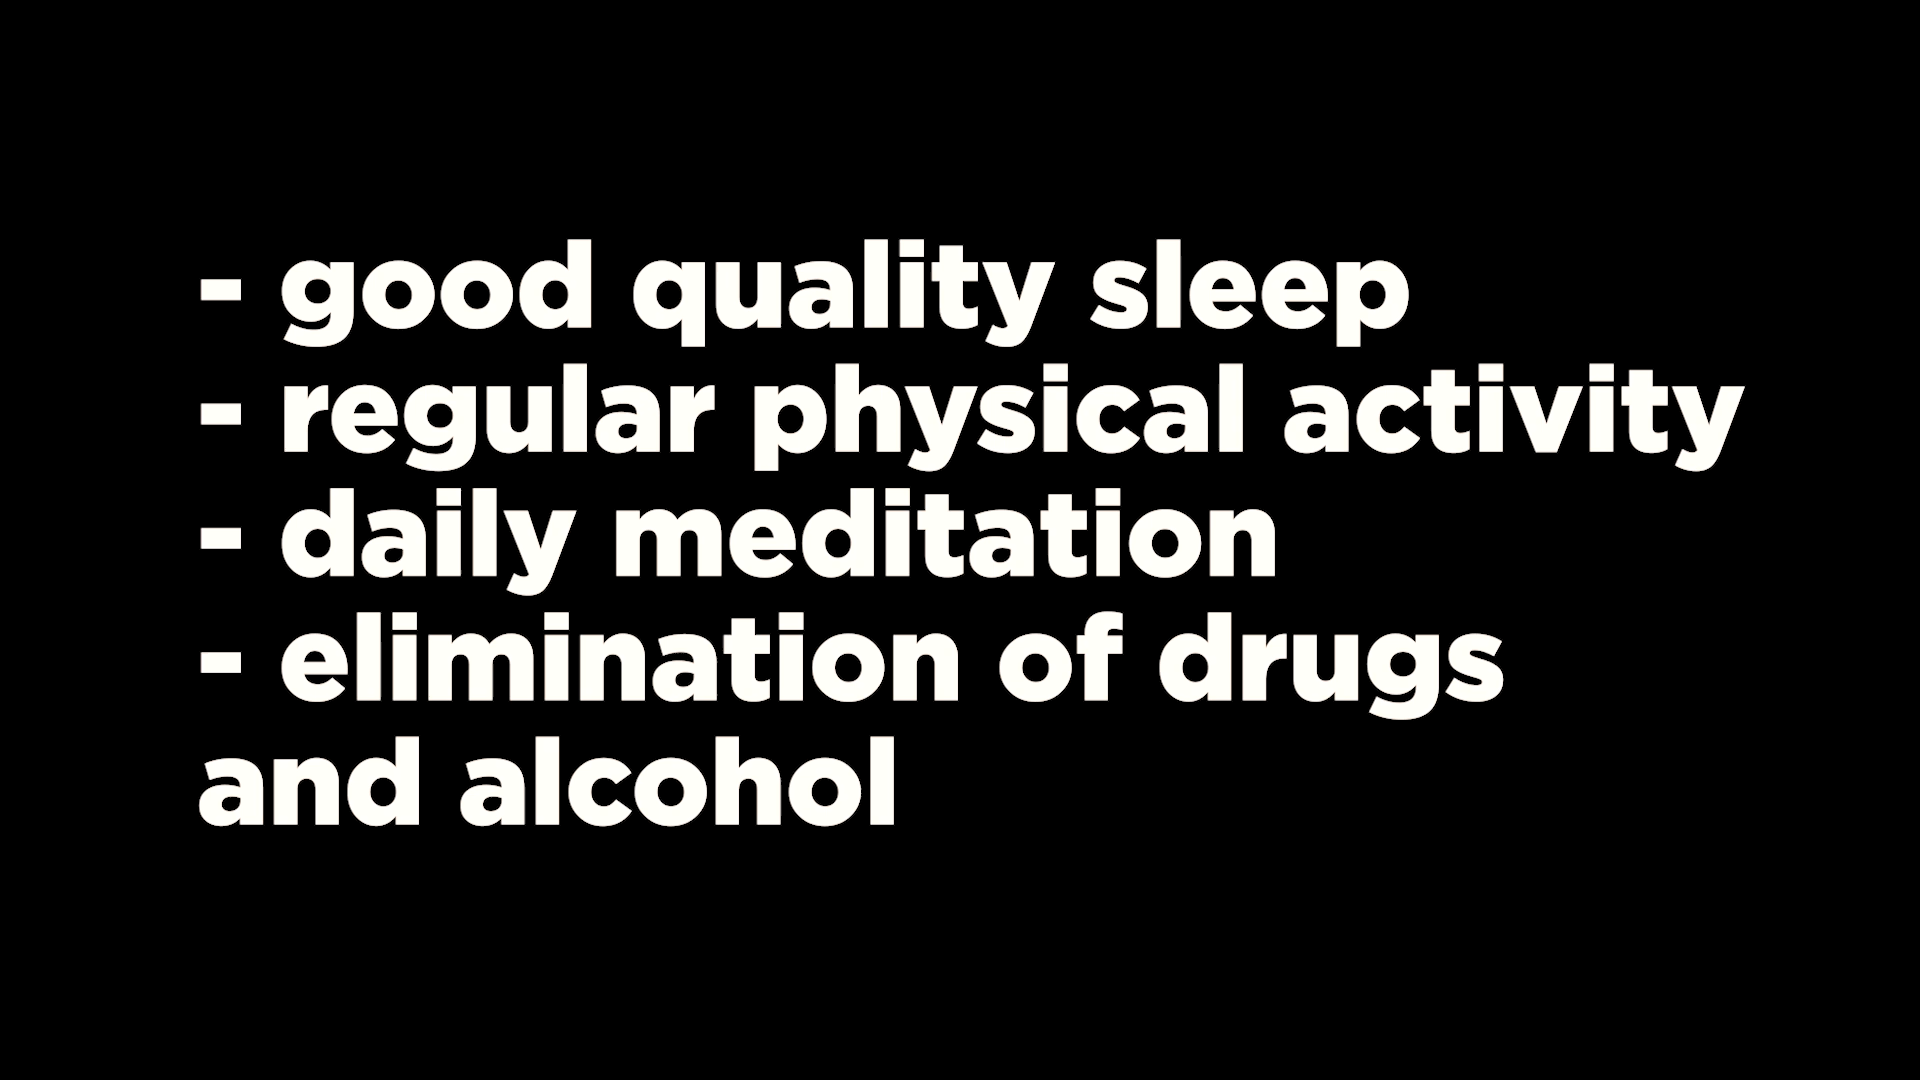 - good quality sleep
- regular physical activity
- daily meditation
- elimination of drugs
and alcohol